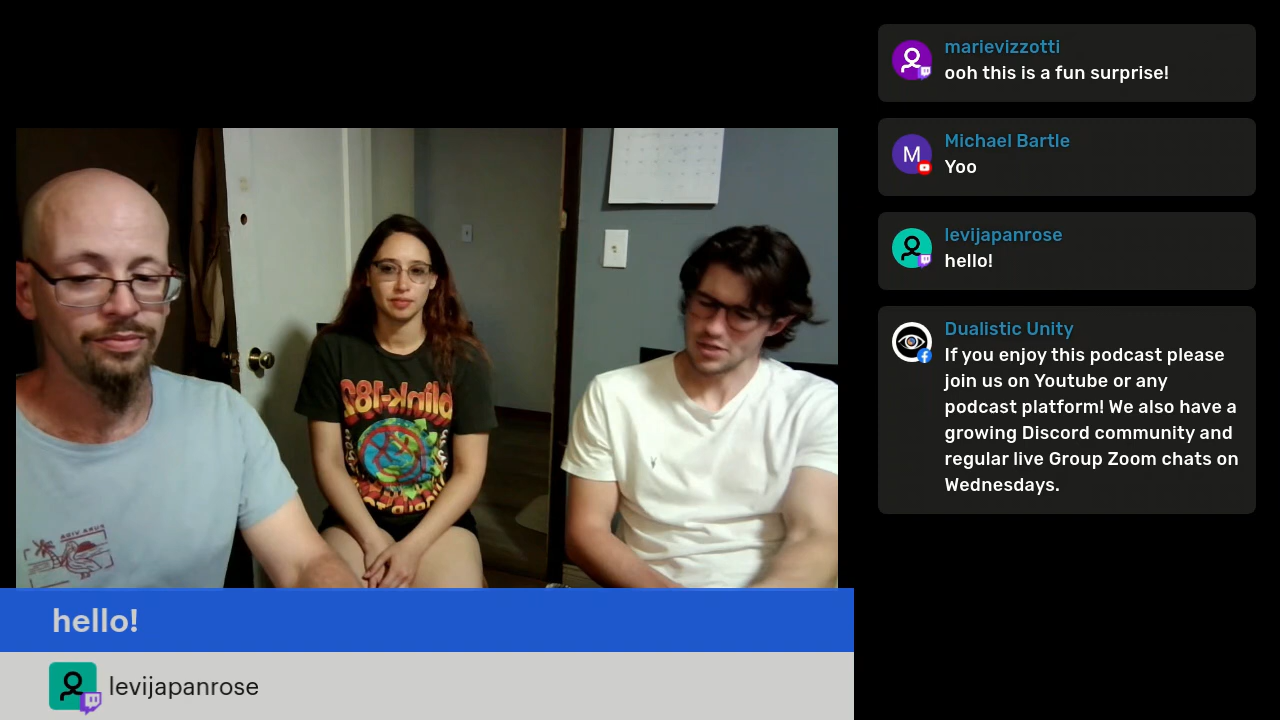 marievizzotti
ooh this is a fun surprise!
M
Michael Bartle
Yoo
levijapanrose
hello!
Dualistic Unity
If you enjoy this podcast please
join us on Youtube or any
podcast platform! We also have a
growing Discord community and
regular live Group Zoom chats on
Wednesdays.
blink-182
hello!
levijapanrose